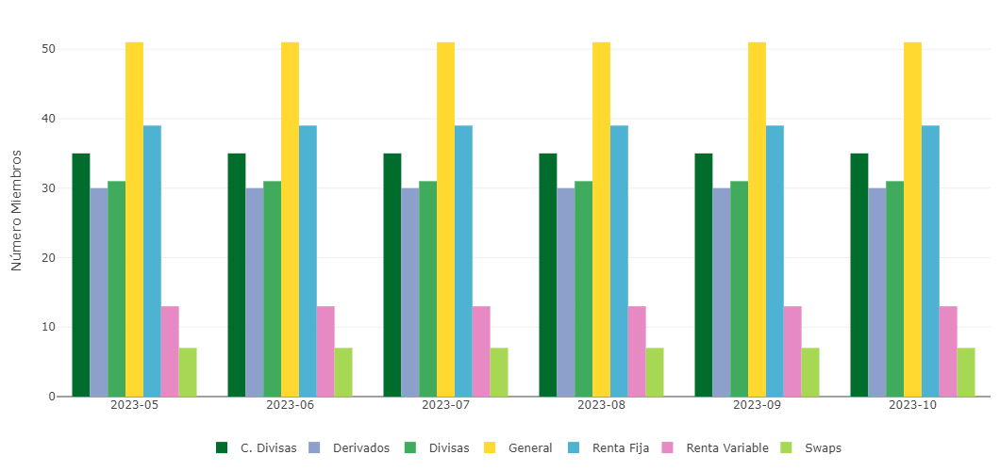 Número Miembros
50
40
30
20
10
0
2023-05 2023-06 2023-07 2023-08 2023-09 2023-10
C. Divisas Derivados Divisas General Renta Fija Renta Variable Swaps